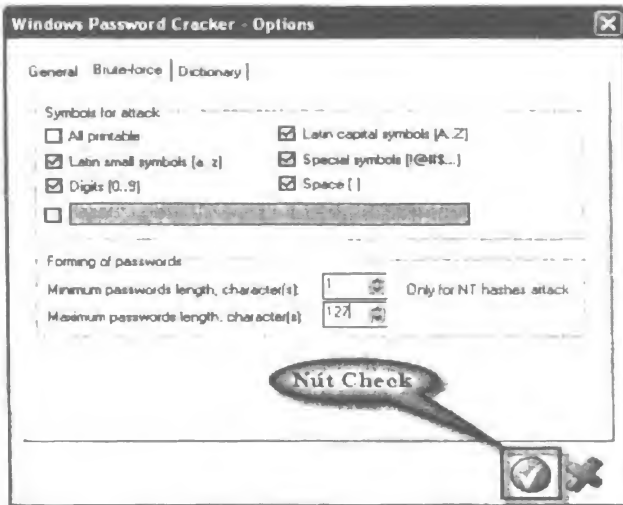 Windows Password Cracker - Options
General Brute-force Dictionary
Symbols for attack
All printable
Latin capital symbols [A..Z]
Latin small symbols [a..z]
Special symbols [!@#$...]
Digits [0..9]
Space [ ]
Forming of passwords
Minimum passwords length, character(s): 1 Only for NT hashes attack
Maximum passwords length, character(s): 127
Nút Check